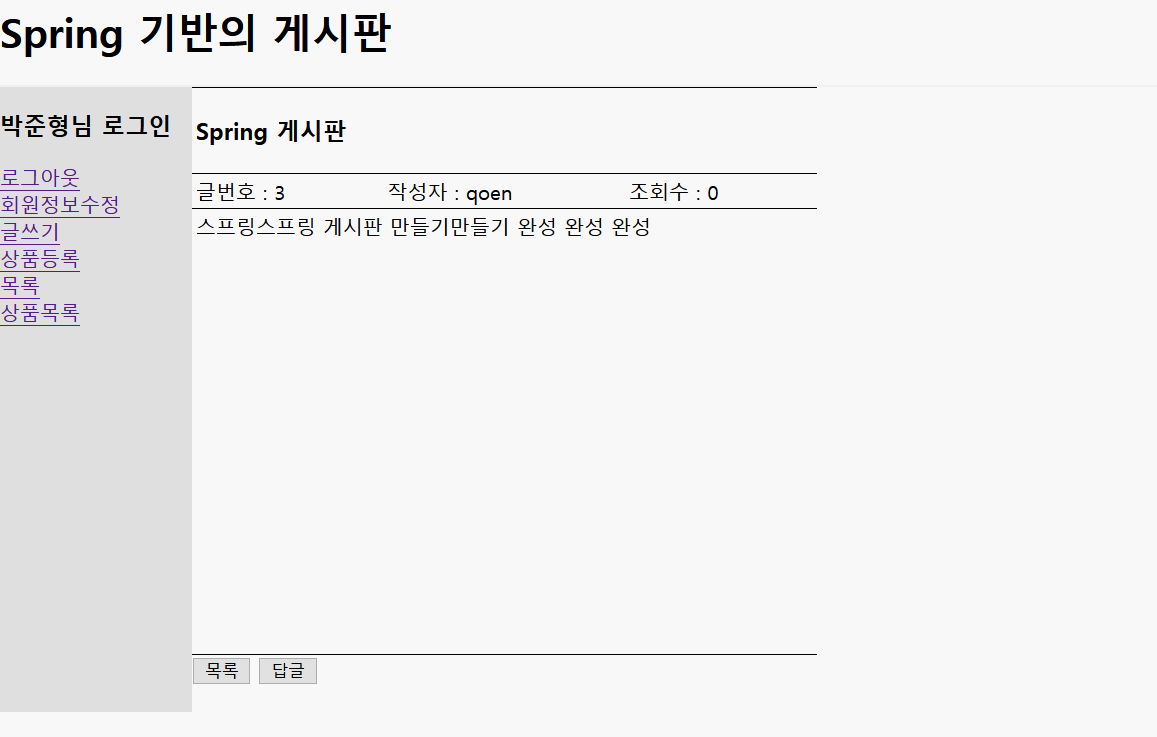 Spring 기반의 게시판
박준형님 로그인
로그아웃
회원정보수정
글쓰기
상품등록
목록
상품목록
Spring 게시판
글번호 : 3 작성자 : qoen 조회수 : 0
스프링스프링 게시판 만들기만들기 완성 완성 완성
목록 답글